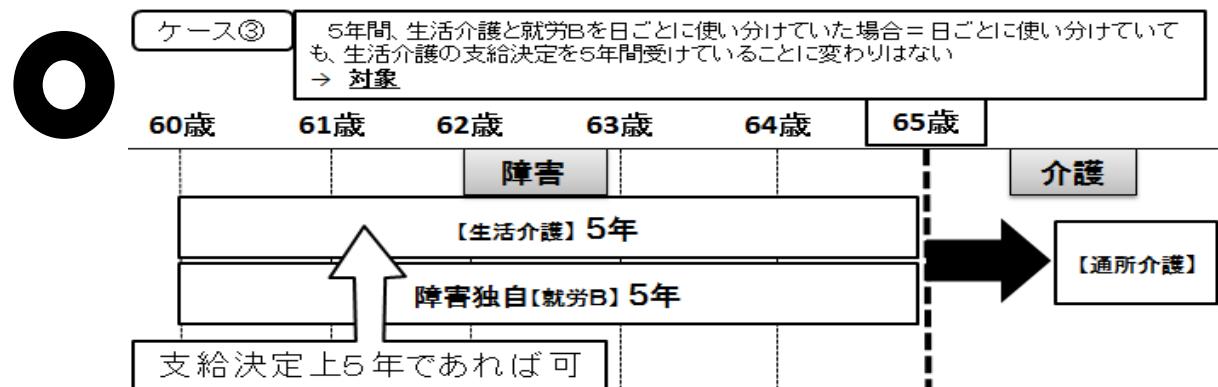 ケース③
5年間、生活介護と就労Bを日ごとに使い分けていた場合=日ごとに使い分けていて
も、生活介護の支給決定を5年間受けていることに変わりはない
→ 対象
60歳 61歳 62歳 63歳 64歳 65歳
障害 介護
【生活介護】5年
【通所介護】
障害独自【就労B】5年
支給決定上5年であれば可